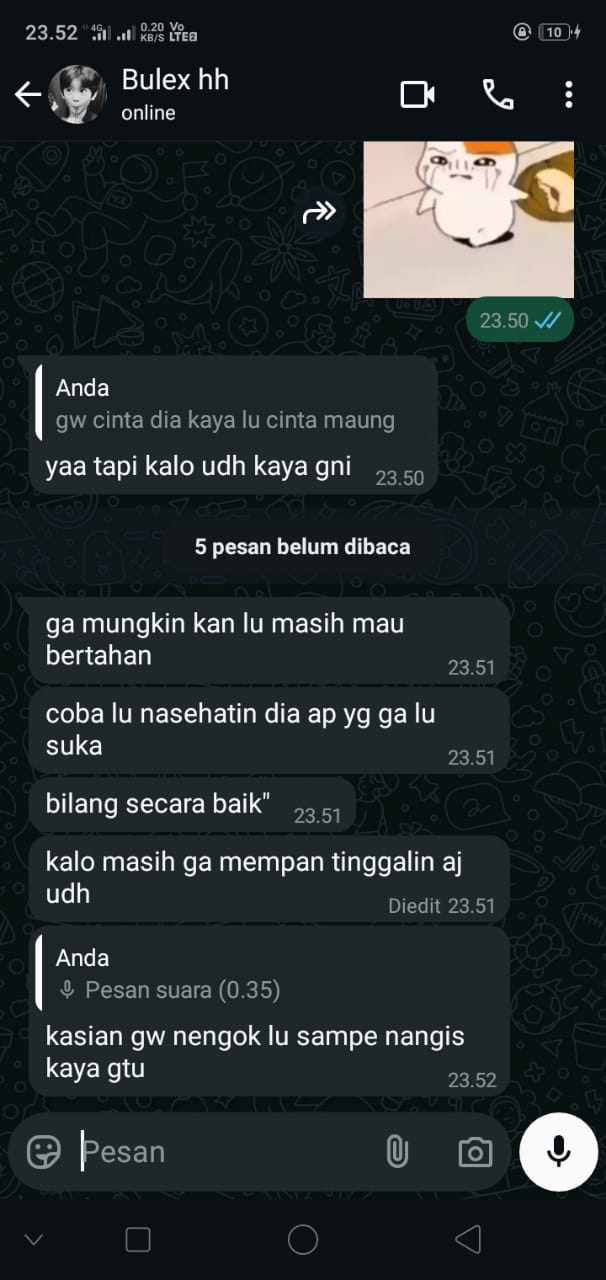 23.52 4G 0.20 KB/S Vo LTE2 10
Bulex hh
online
23.50
Anda
gw cinta dia kaya lu cinta maung
yaa tapi kalo udh kaya gni 23.50
5 pesan belum dibaca
ga mungkin kan lu masih mau
bertahan 23.51
coba lu nasehatin dia ap yg ga lu
suka 23.51
bilang secara baik" 23.51
kalo masih ga mempan tinggalin aj
udh Diedit 23.51
Anda
Pesan suara (0.35)
kasian gw nengok lu sampe nangis
kaya gtu 23.52
Pesan